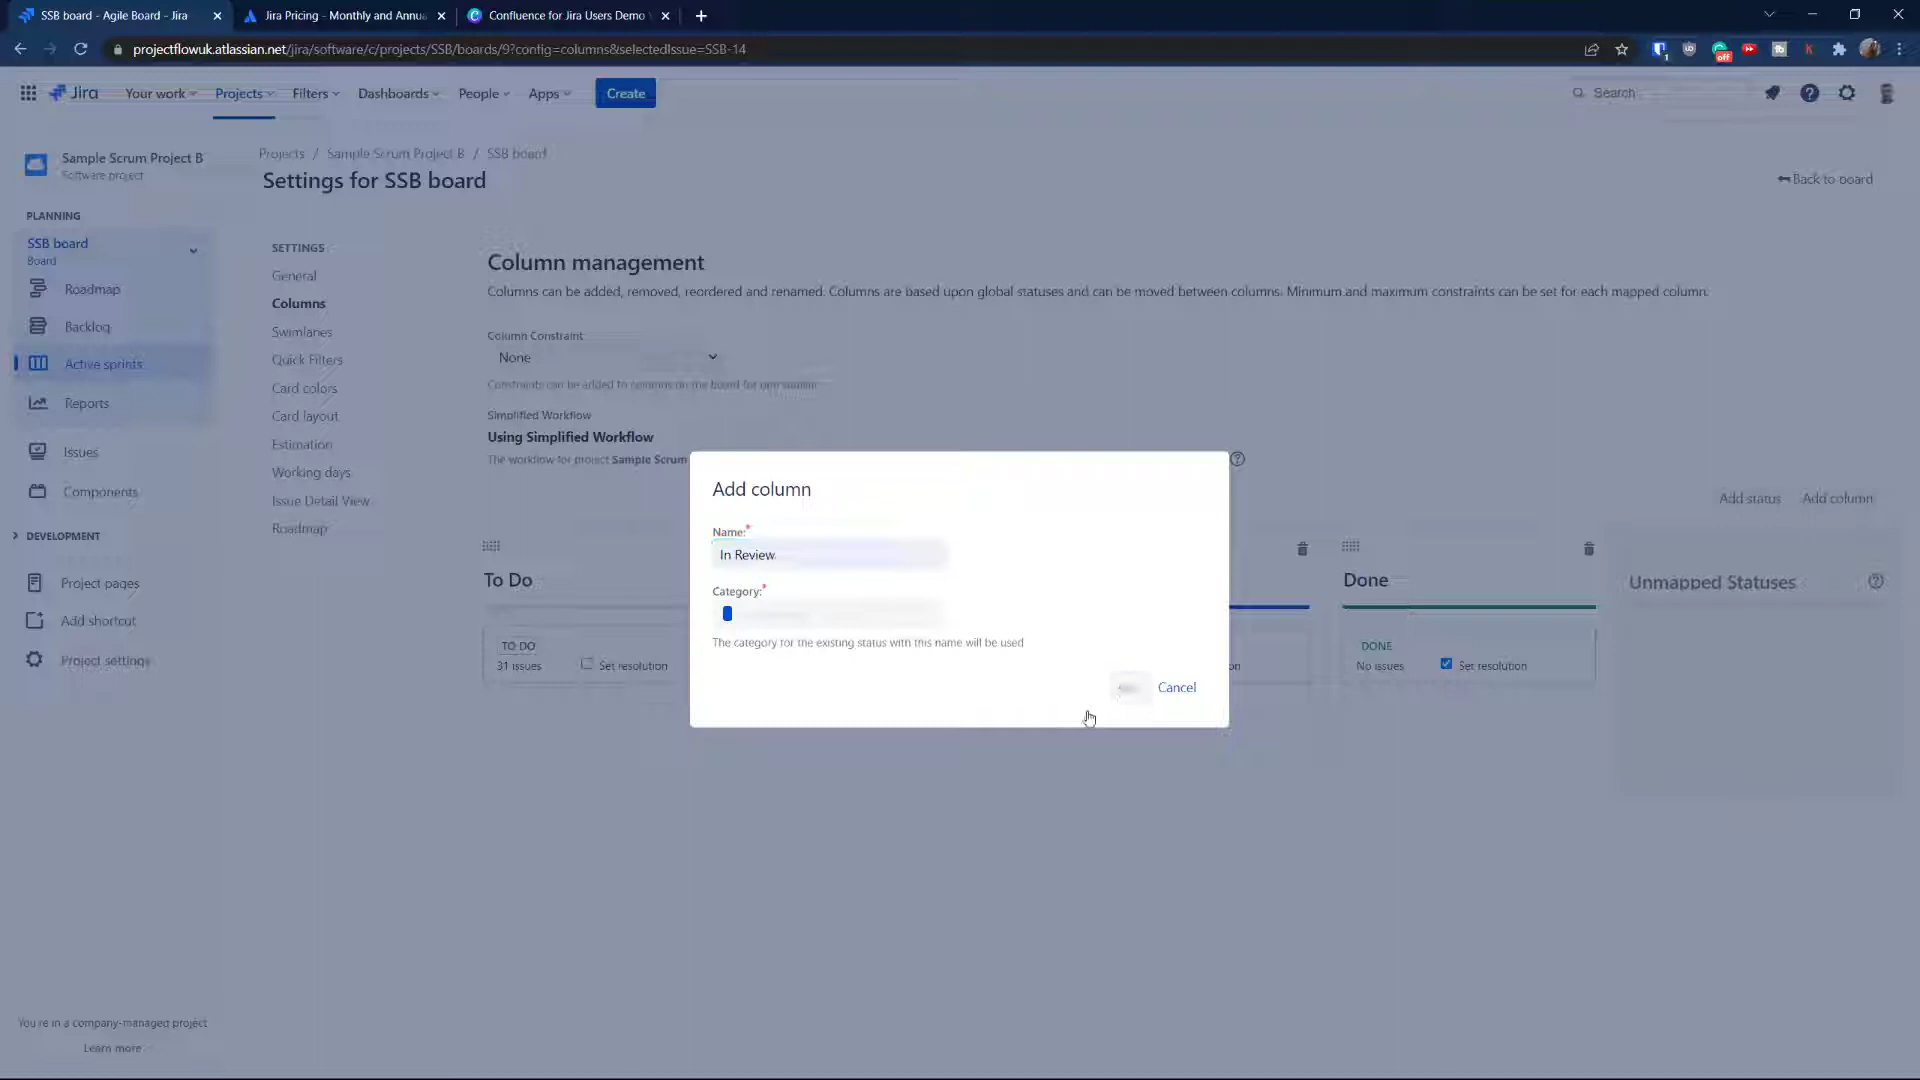 SSB board - Agile Board - Jira
Jira Pricing - Monthly and Annua
Confluence for Jira Users Demo
projectflowuk.atlassian.net/jira/software/c/projects/SSB/boards/9?config=columns&selectedIssue=SSB-14
off
Jira
Your work
Projects
Filters
Dashboards
People
Apps
Create
Search
Sample Scrum Project B
Software project
Projects / Sample Scrum Project B / SSB board
Settings for SSB board
Back to board
PLANNING
SSB board
Board
Roadmap
Backlog
Active sprints
Reports
Issues
Components
DEVELOPMENT
Project pages
Add shortcut
Project settings
You're in a company-managed project
Learn more
SETTINGS
General
Columns
Swimlanes
Quick Filters
Card colors
Card layout
Estimation
Working days
Issue Detail View
Roadmap
Column management
Columns can be added, removed, reordered and renamed. Columns are based upon global statuses and can be moved between columns. Minimum and maximum constraints can be set for each mapped column.
Column Constraint
None
Constraints can be added to columns on the board for one statistic.
Simplified Workflow
Using Simplified Workflow
The workflow for project Sample Scrum
Add status
Add column
To Do
TO DO
31 issues
Set resolution
on
Done
DONE
No issues
Set resolution
Unmapped Statuses
Add column
Name:*
In Review
Category:*
The category for the existing status with this name will be used
Cancel